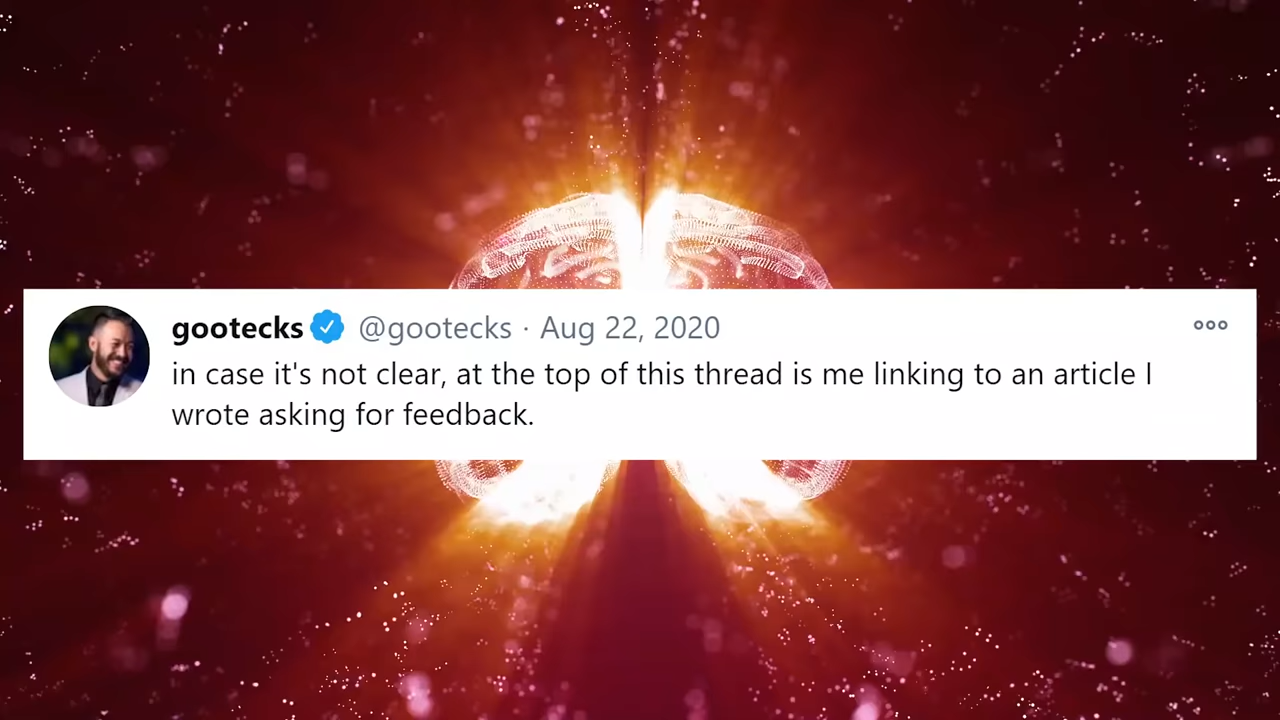 gootecks @gootecks · Aug 22, 2020
in case it's not clear, at the top of this thread is me linking to an article I
wrote asking for feedback.